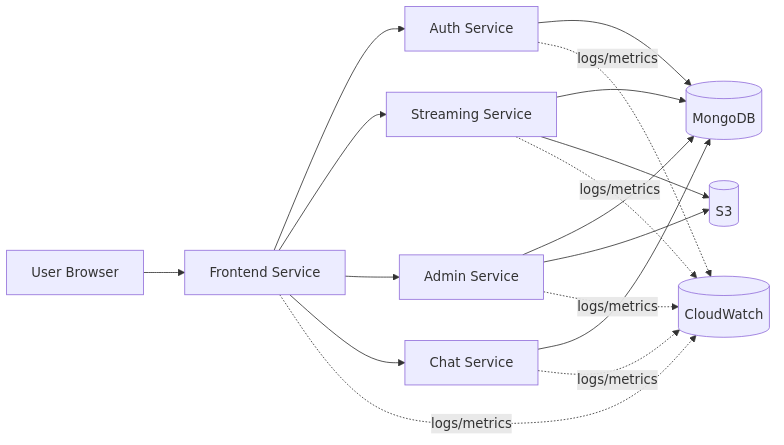 Auth Service
logs/metrics
Streaming Service
MongoDB
logs/metrics
S3
User Browser
Frontend Service
Admin Service
logs/metrics
CloudWatch
Chat Service
logs/metrics
logs/metrics